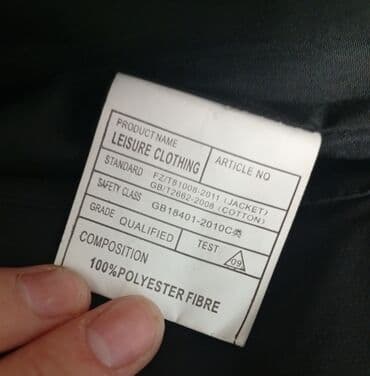 PRODUCT NAME
LEISURE CLOTHING
ARTICLE NO
STANDARD FZ/T81008-2011 (JACKET)
GB/T2662-2008 (COTTON)
SAFETY CLASS GB18401-2010C类
GRADE QUALIFIED TEST 09
COMPOSITION
100%POLYESTER FIBRE